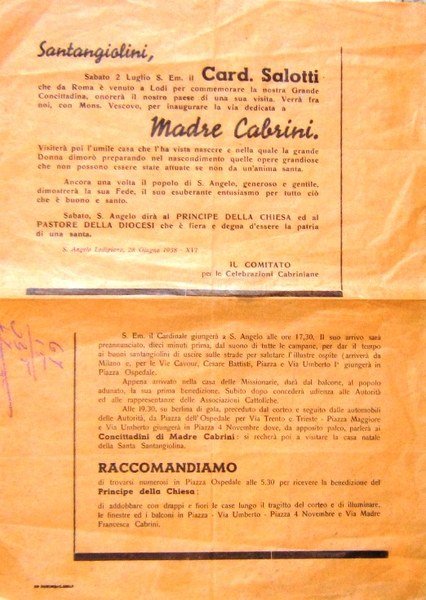 Santangiolini,
Sabato 2 Luglio S. Em. il Card. Salotti
che da Roma è venuto a Lodi per commemorare la nostra Grande
Concittadina, onorerà il nostro paese di una sua visita. Verrà fra
noi, con Mons. Vescovo, per inaugurare la via dedicata a
Madre Cabrini.
Visiterà poi l'umile casa che l'ha vista nascere e nella quale la grande
Donna dimorò preparando nel nascondimento quelle opere grandiose
che non possono essere state attuate se non da un'anima santa.
Ancora una volta il popolo di S. Angelo, generoso e gentile,
dimostrerà la sua Fede, il suo esuberante entusiasmo per tutto ciò
che è buono e santo.
Sabato, S. Angelo dirà al PRINCIPE DELLA CHIESA ed al
PASTORE DELLA DIOCESI che è fiera e degna d'essere la patria
di una santa.
S. Angelo Lodigiano, 28 Giugno 1938 - XVI
IL COMITATO
per le Celebrazioni Cabriniane
S. Em. il Cardinale giungerà a S. Angelo alle ore 17,30. Il suo arrivo sarà
preannunciato, dieci minuti prima, dal suono di tutte le campane, per dar il tempo
ai buoni santangiolini di uscire sulle strade per salutare l'illustre ospite (arriverà da
Milano e, per le Vie Cavour, Cesare Battisti, Piazza e Via Umberto I° giungerà in
Piazza Ospedale.
Appena arrivato nella casa delle Missionarie, darà dal balcone, al popolo
adunato, la sua prima benedizione. Subito dopo concederà udienza alle Autorità
ed alle rappresentanze delle Associazioni Cattoliche.
Alle 19,30, su berlina di gala, preceduto dal corteo e seguito dalle automobili
delle Autorità, da Piazza dell'Ospedale per Via Trento e Trieste - Piazza Maggiore
e Via Umberto giungerà in Piazza 4 Novembre dove, da apposito palco, parlerà ai
Concittadini di Madre Cabrini: si recherà poi a visitare la casa natale
della Santa Santangiolina.
RACCOMANDIAMO
di trovarsi numerosi in Piazza Ospedale alle 5.30 per ricevere la benedizione del
Principe della Chiesa;
di addobbare con drappi e fiori le case lungo il tragitto del corteo e di illuminare,
le finestre ed i balconi in Piazza - Via Umberto - Piazza 4 Novembre e Via Madre
Francesca Cabrini.